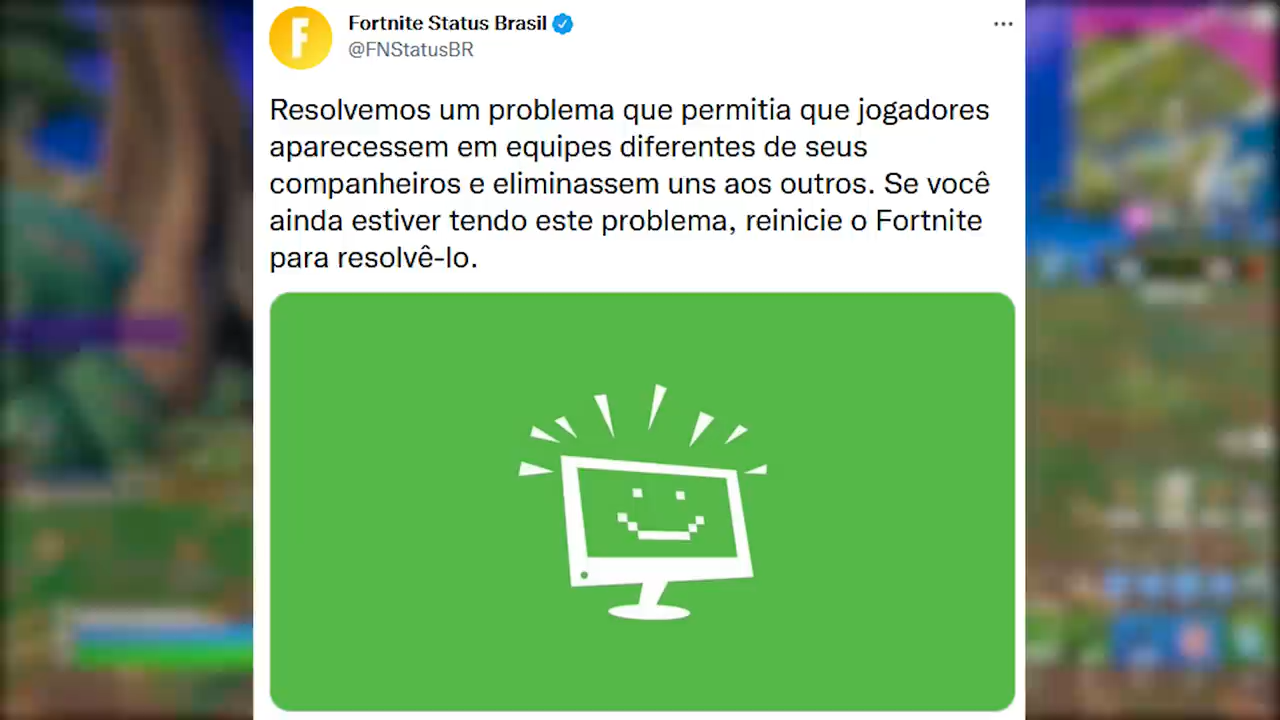 Fortnite Status Brasil
@FNStatusBR
Resolvemos um problema que permitia que jogadores
aparecessem em equipes diferentes de seus
companheiros e eliminassem uns aos outros. Se você
ainda estiver tendo este problema, reinicie o Fortnite
para resolvê-lo.